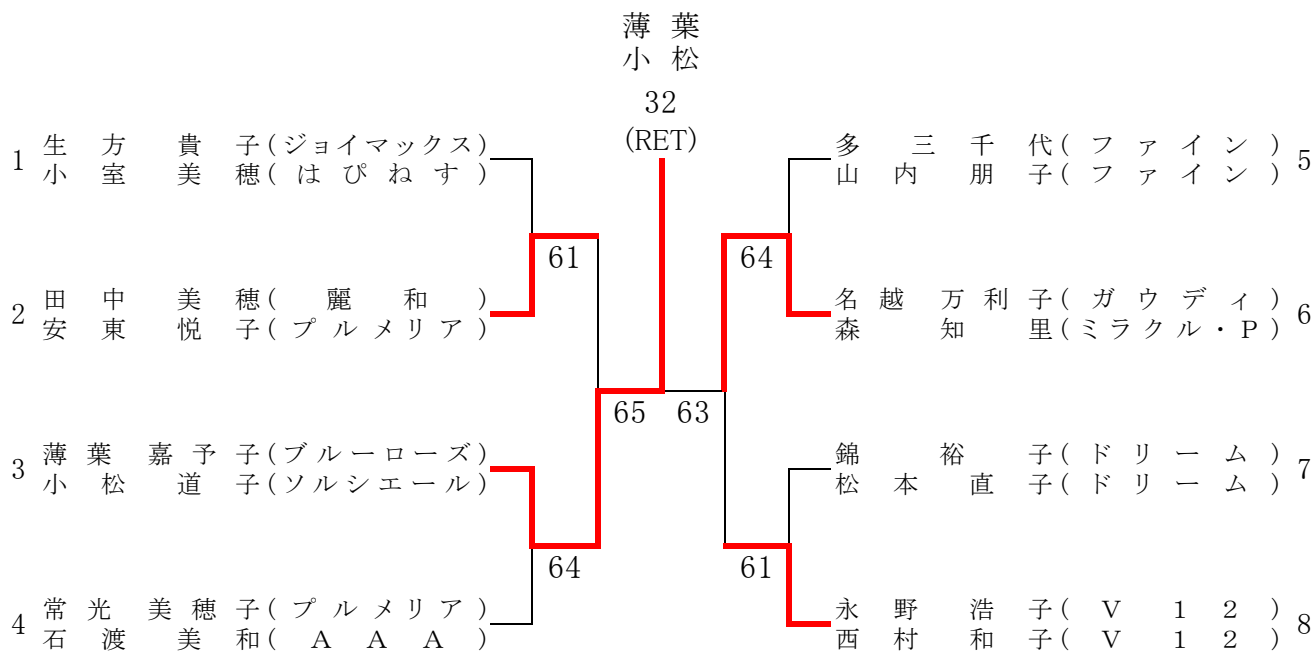 薄葉
小松
32
(RET)
1 生方貴子(ジョイマックス)
小室美穂(はぴねす)
61
2 田中美穂(麗和)
安東悦子(プルメリア)
65
3 薄葉嘉予子(ブルーローズ)
小松道子(ソルシエール)
64
4 常光美穂子(プルメリア)
石渡美和(AAA)
多三千代(ファイン) 5
山内朋子(ファイン)
64
名越万利子(ガウディ) 6
森知里(ミラクル・P)
63
錦裕子(ドリーム) 7
松本直子(ドリーム)
61
永野浩子(V12) 8
西村和子(V12)